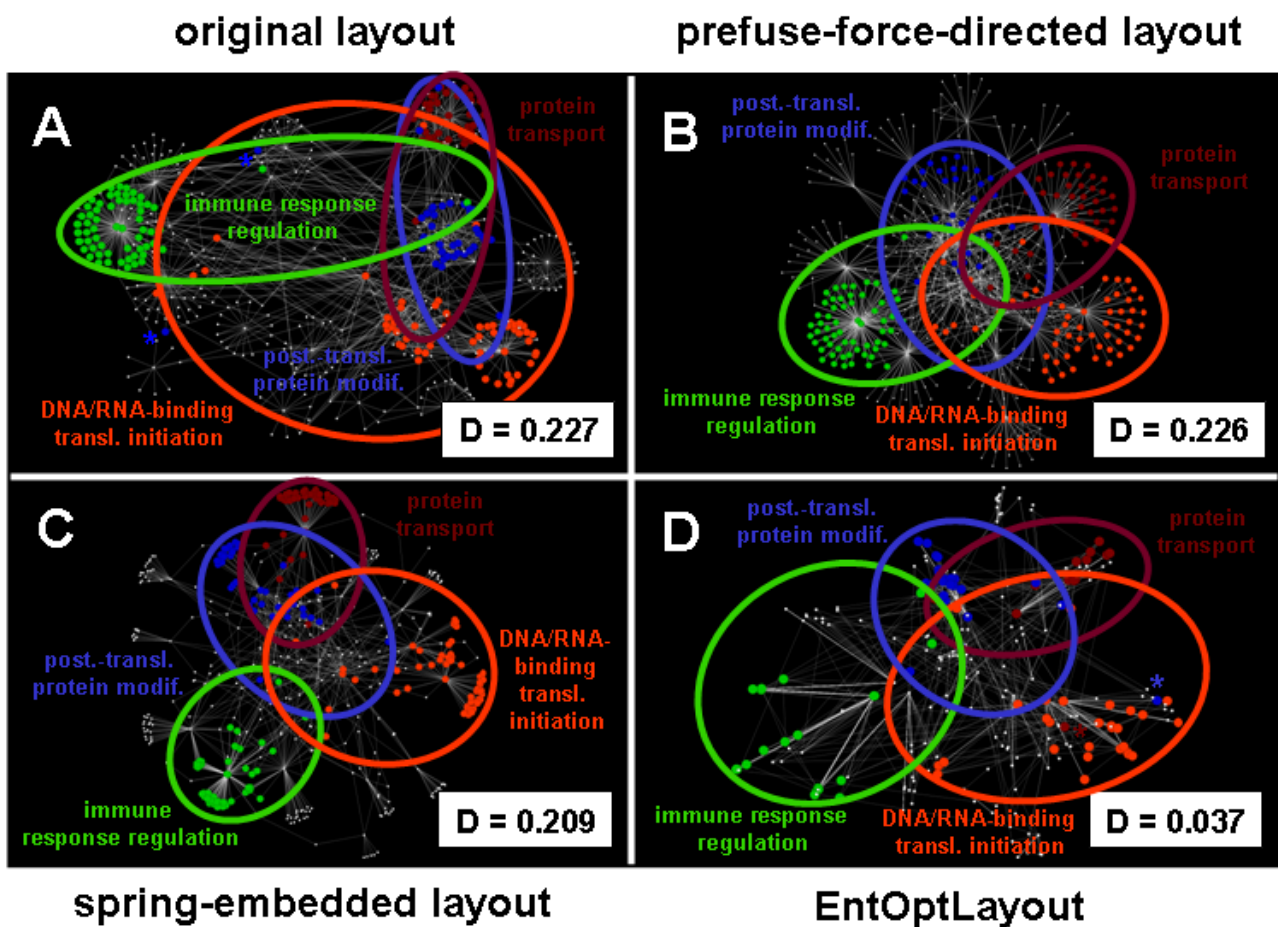 original layout
prefuse-force-directed layout
A
protein
transport
*
immune response
regulation
*
post.-transl.
protein modif.
DNA/RNA-binding
transl. initiation
D = 0.227
B
post.-transl.
protein modif.
protein
transport
immune response
regulation
DNA/RNA-binding
transl. initiation
D = 0.226
C
protein
transport
DNA/RNA-
binding
transl.
initiation
post.-transl.
protein modif.
immune
response regulation
D = 0.209
D
post.-transl.
protein modif.
protein
transport
*
*
immune response
regulation
DNA/RNA-binding
transl. initiation
D = 0.037
spring-embedded layout
EntOptLayout